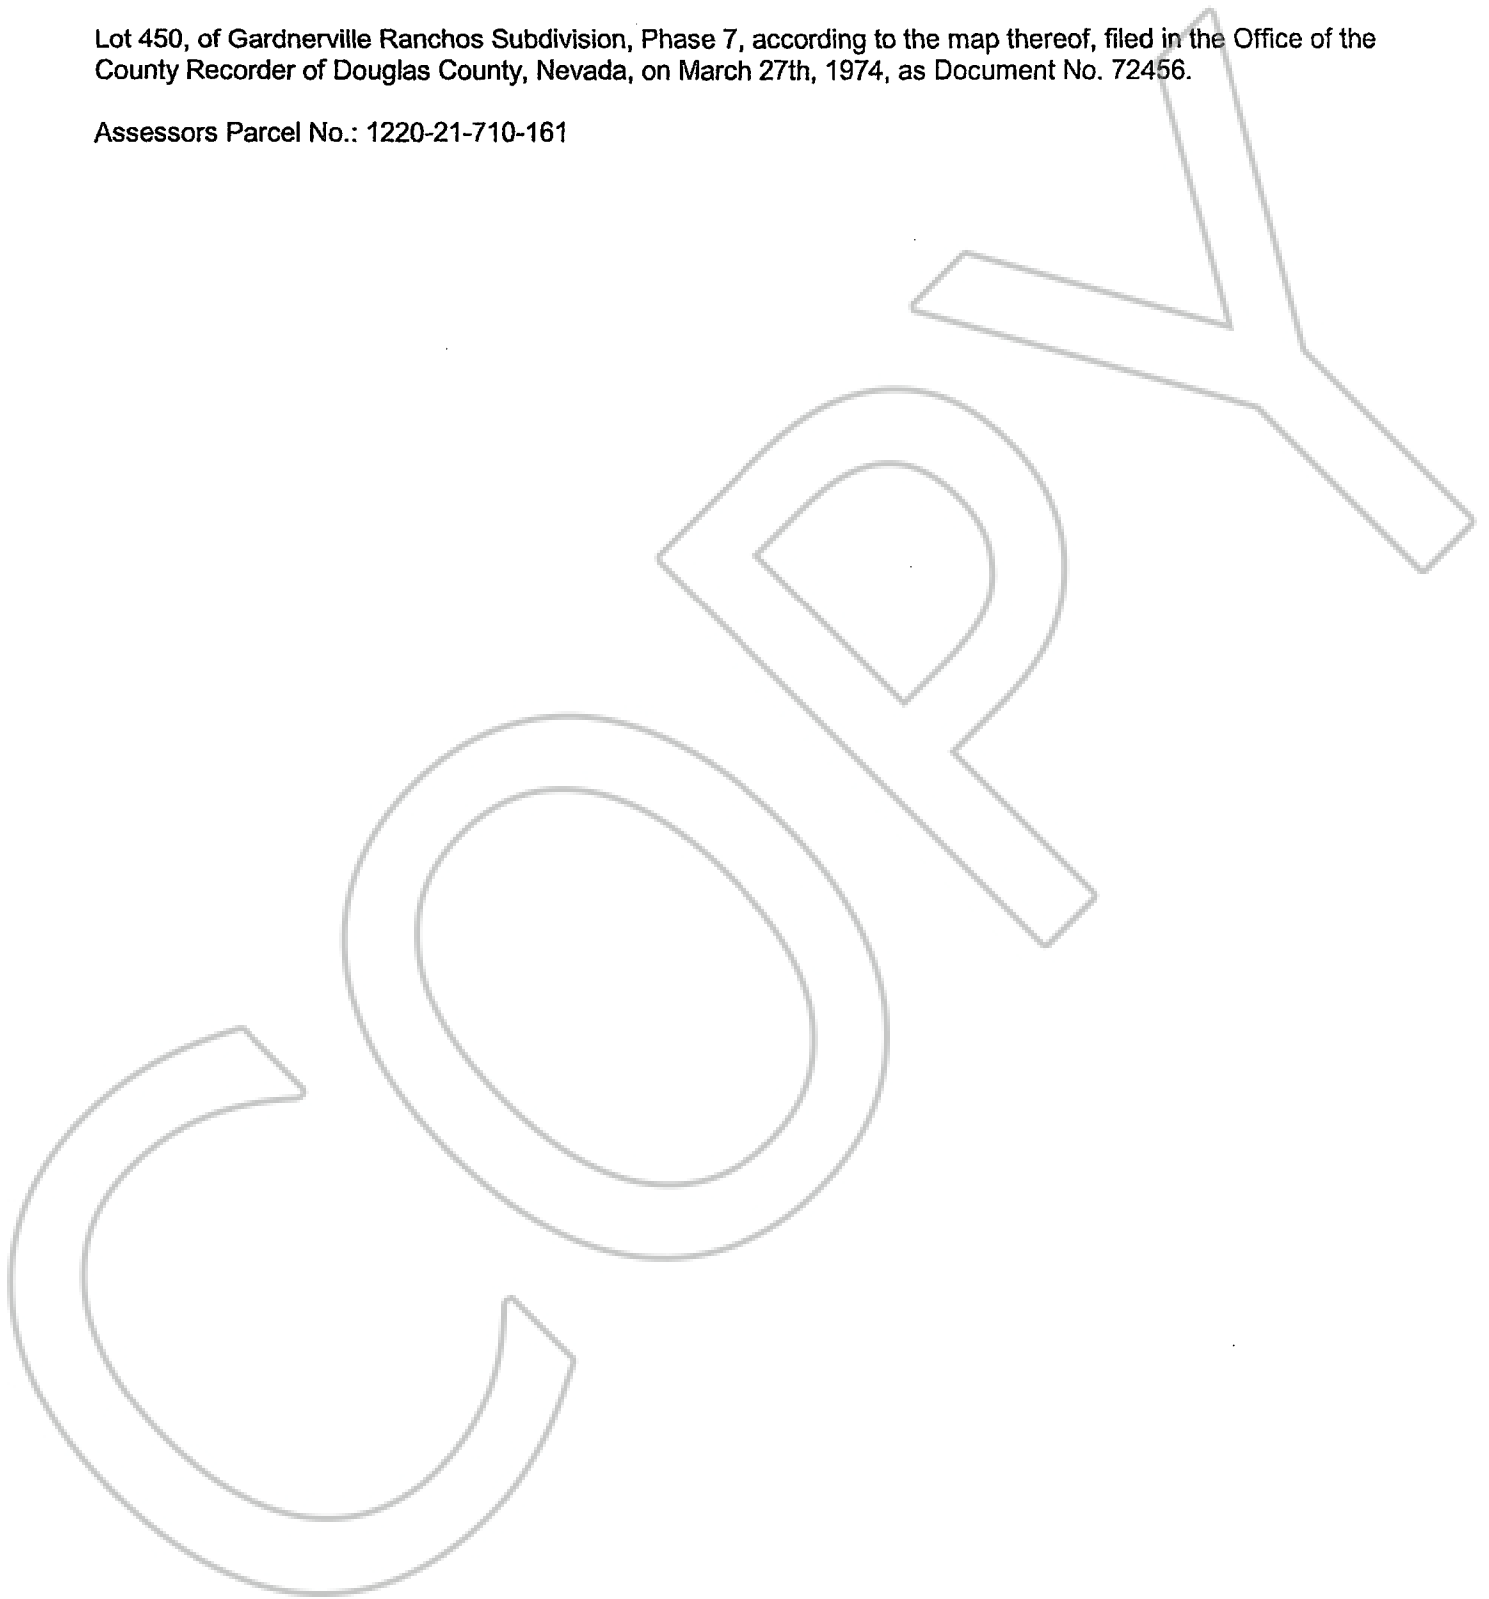 Lot 450, of Gardnerville Ranchos Subdivision, Phase 7, according to the map thereof, filed in the Office of the
County Recorder of Douglas County, Nevada, on March 27th, 1974, as Document No. 72456.
Assessors Parcel No.: 1220-21-710-161
COPY